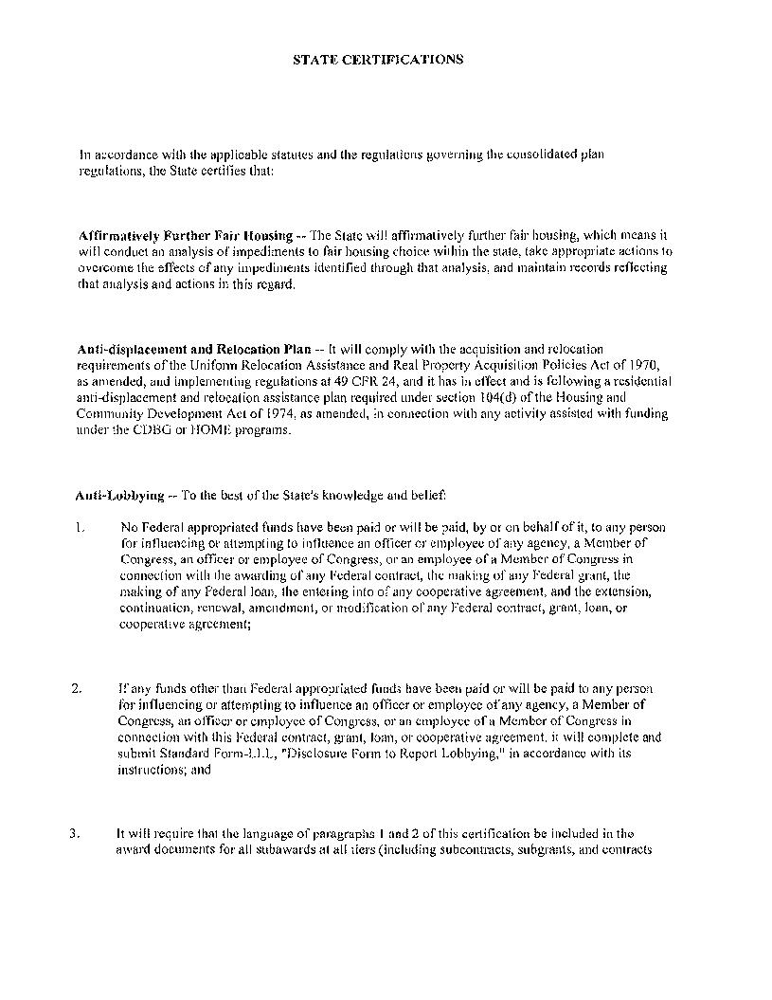 STATE CERTIFICATIONS
In accordance with the applicable statutes and the regulations governing the consolidated plan
regulations, the State certifies that:
Affirmatively Further Fair Housing -- The State will affirmatively further fair housing, which means it
will conduct an analysis of impediments to fair housing choice within the state, take appropriate actions to
overcome the effects of any impediments identified through that analysis, and maintain records reflecting
that analysis and actions in this regard.
Anti-displacement and Relocation Plan -- It will comply with the acquisition and relocation
requirements of the Uniform Relocation Assistance and Real Property Acquisition Policies Act of 1970,
as amended, and implementing regulations at 49 CFR 24, and it has in effect and is following a residential
anti-displacement and relocation assistance plan required under section 104(d) of the Housing and
Community Development Act of 1974, as amended, in connection with any activity assisted with funding
under the CDBG or HOME programs.
Anti-Lobbying -- To the best of the State's knowledge and belief:
1. No Federal appropriated funds have been paid or will be paid, by or on behalf of it, to any person
for influencing or attempting to influence an officer or employee of any agency, a Member of
Congress, an officer or employee of Congress, or an employee of a Member of Congress in
connection with the awarding of any Federal contract, the making of any Federal grant, the
making of any Federal loan, the entering into of any cooperative agreement, and the extension,
continuation, renewal, amendment, or modification of any Federal contract, grant, loan, or
cooperative agreement;
2. If any funds other than Federal appropriated funds have been paid or will be paid to any person
for influencing or attempting to influence an officer or employee of any agency, a Member of
Congress, an officer or employee of Congress, or an employee of a Member of Congress in
connection with this Federal contract, grant, loan, or cooperative agreement, it will complete and
submit Standard Form-LLL, "Disclosure Form to Report Lobbying," in accordance with its
instructions; and
3. It will require that the language of paragraphs 1 and 2 of this certification be included in the
award documents for all subawards at all tiers (including subcontracts, subgrants, and contracts